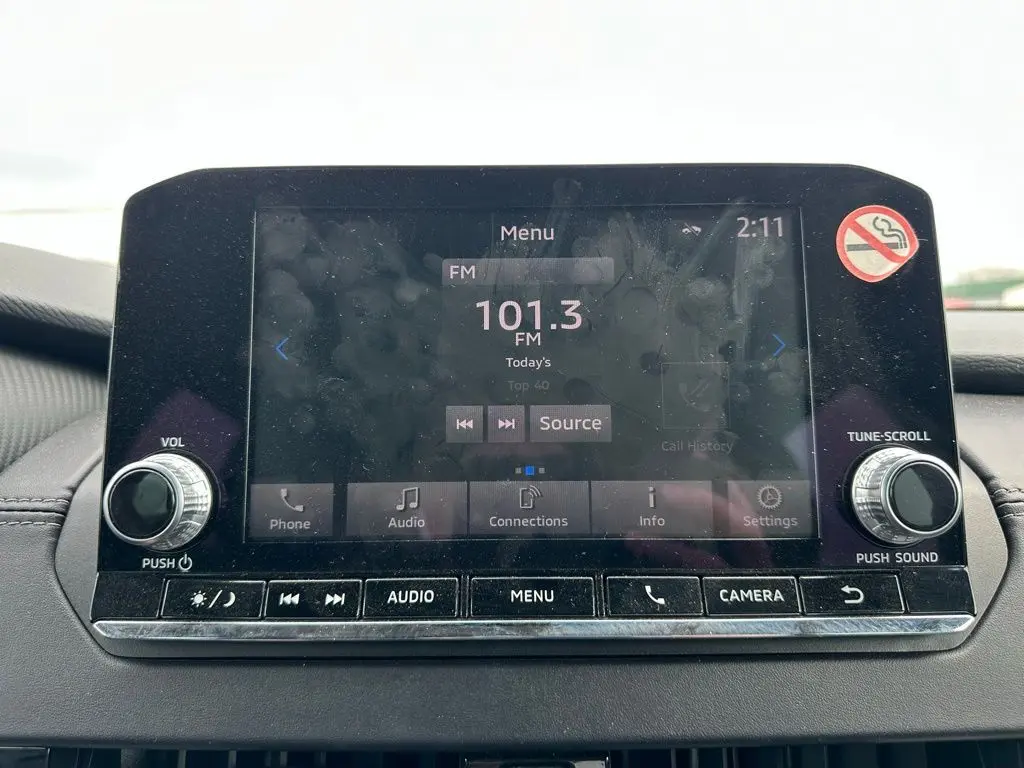 Menu
2:11
FM
101.3
FM
Today's
Top 40
Source
Call History
VOL
TUNE·SCROLL
Phone
Audio
Connections
Info
Settings
PUSH
PUSH SOUND
AUDIO
MENU
CAMERA